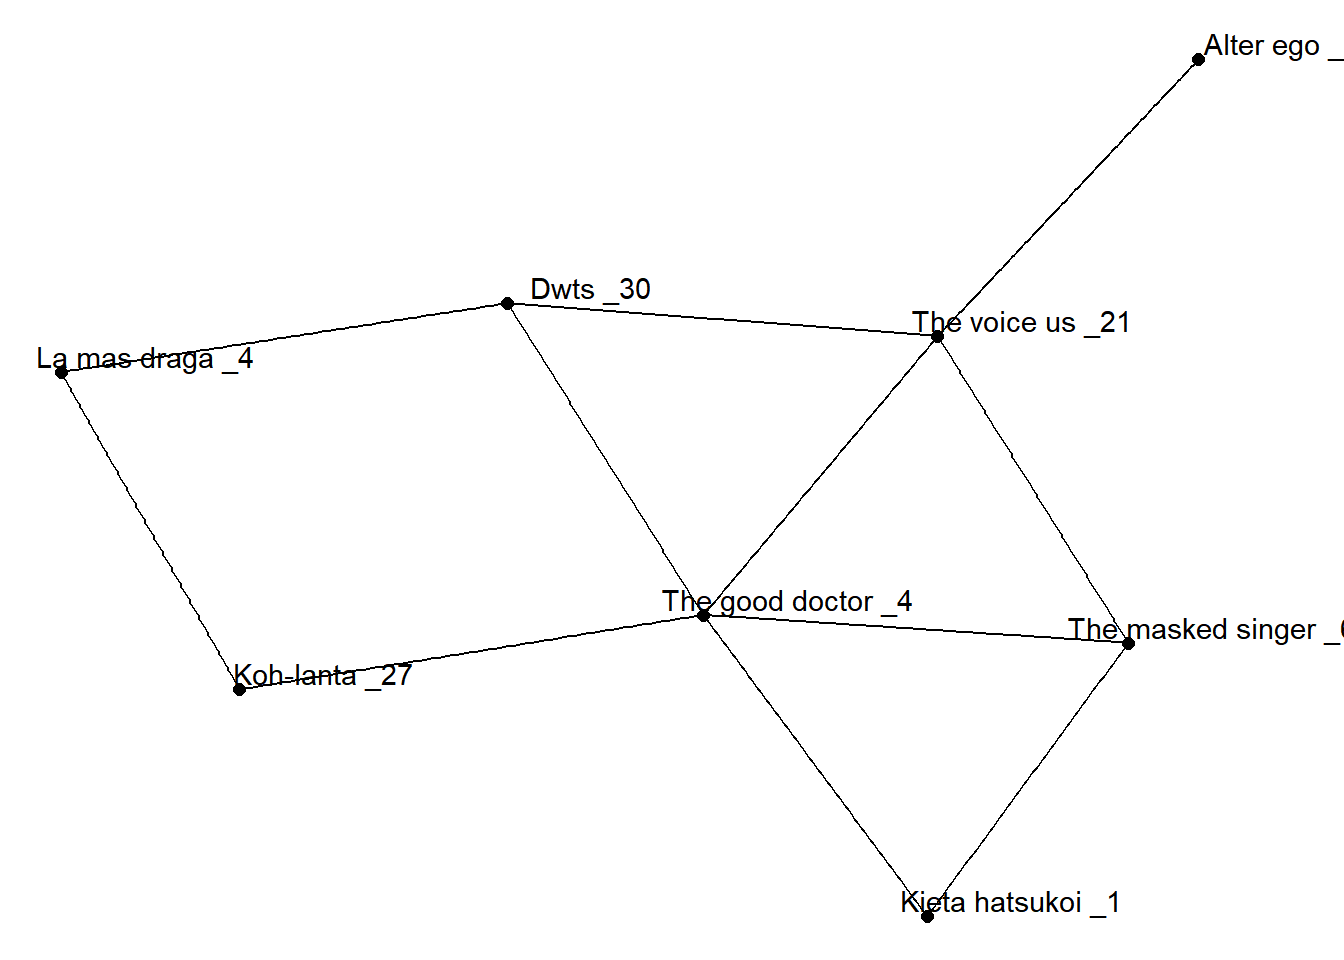 Alter ego _
Dwts _30
The voice us _21
La mas draga _4
The good doctor _4
The masked singer _
Koh-lanta _27
Kieta hatsukoi _1